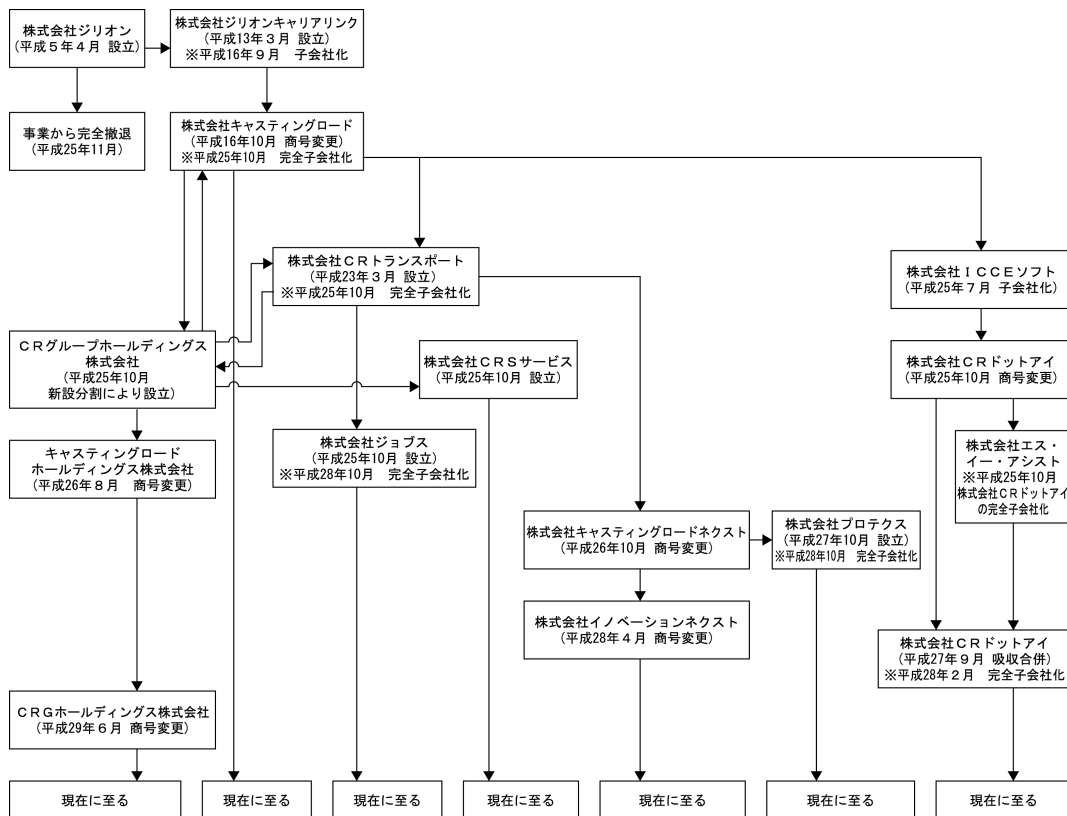 株式会社ジリオン
(平成５年４月 設立)
株式会社ジリオンキャリアリンク
(平成13年３月 設立)
※平成16年９月　子会社化
事業から完全撤退
(平成25年11月)
株式会社キャスティングロード
(平成16年10月 商号変更)
※平成25年10月　完全子会社化
株式会社ＣＲトランスポート
(平成23年３月 設立)
※平成25年10月　完全子会社化
株式会社ＩＣＣＥソフト
(平成25年７月 子会社化)
ＣＲグループホールディングス
株式会社
(平成25年10月
新設分割により設立)
株式会社ＣＲＳサービス
(平成25年10月 設立)
株式会社ＣＲドットアイ
(平成25年10月 商号変更)
キャスティングロード
ホールディングス株式会社
(平成26年８月　商号変更)
株式会社ジョブス
(平成25年10月 設立)
※平成28年10月　完全子会社化
株式会社エス・
イー・アシスト
※平成25年10月
株式会社ＣＲドットアイ
の完全子会社化
株式会社キャスティングロードネクスト
(平成26年10月 商号変更)
株式会社プロテクス
(平成27年10月 設立)
※平成28年10月　完全子会社化
株式会社イノベーションネクスト
(平成28年４月 商号変更)
株式会社ＣＲドットアイ
(平成27年９月 吸収合併)
※平成28年２月　完全子会社化
ＣＲＧホールディングス株式会社
(平成29年６月 商号変更)
現在に至る
現在に至る
現在に至る
現在に至る
現在に至る
現在に至る
現在に至る